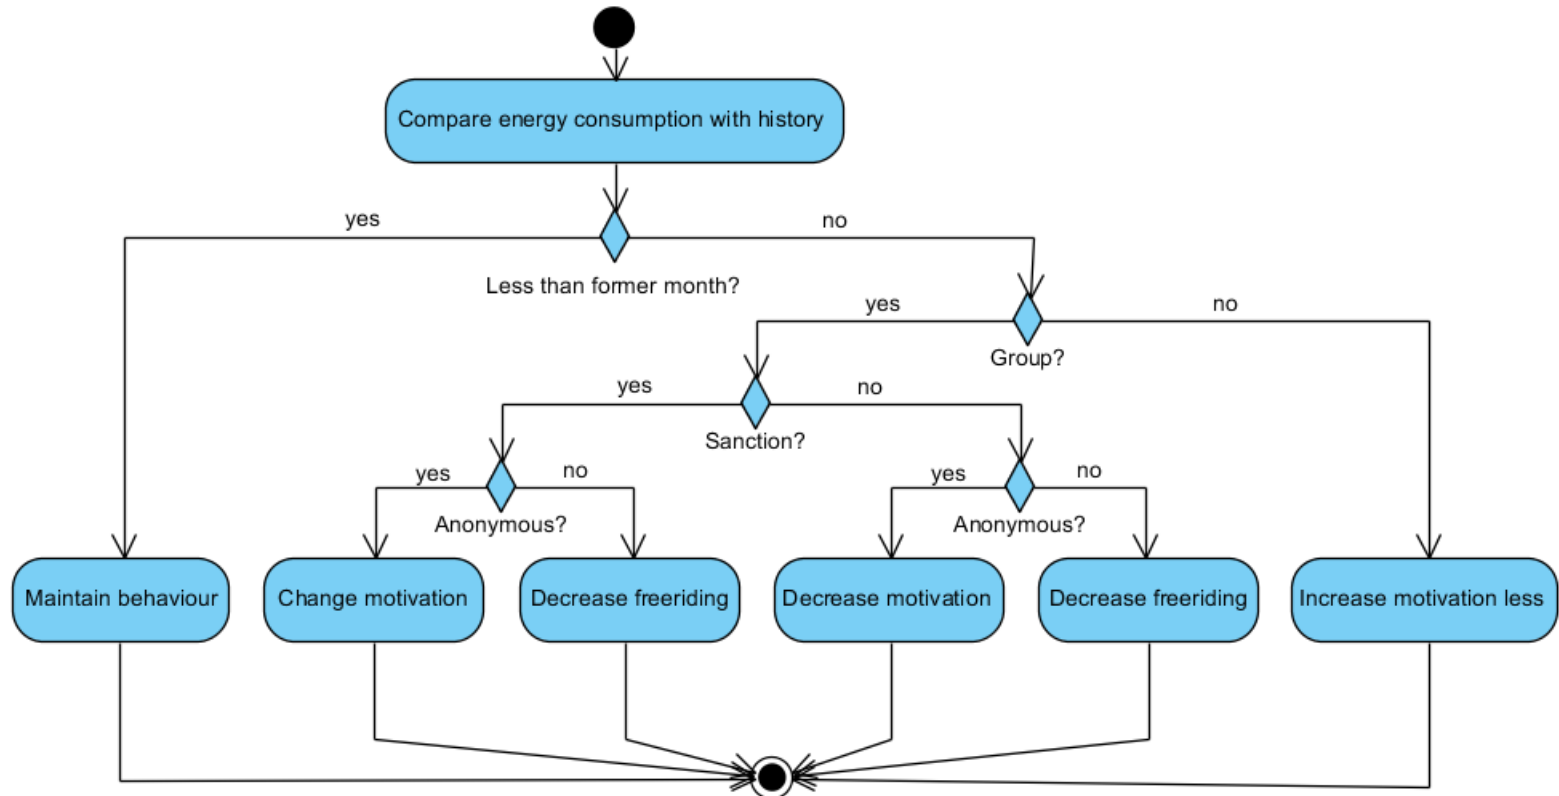 Compare energy consumption with history
yes
no
Less than former month?
yes
no
Group?
yes
no
Sanction?
yes
no
yes
no
Anonymous?
Anonymous?
Maintain behaviour
Change motivation
Decrease freeriding
Decrease motivation
Decrease freeriding
Increase motivation less